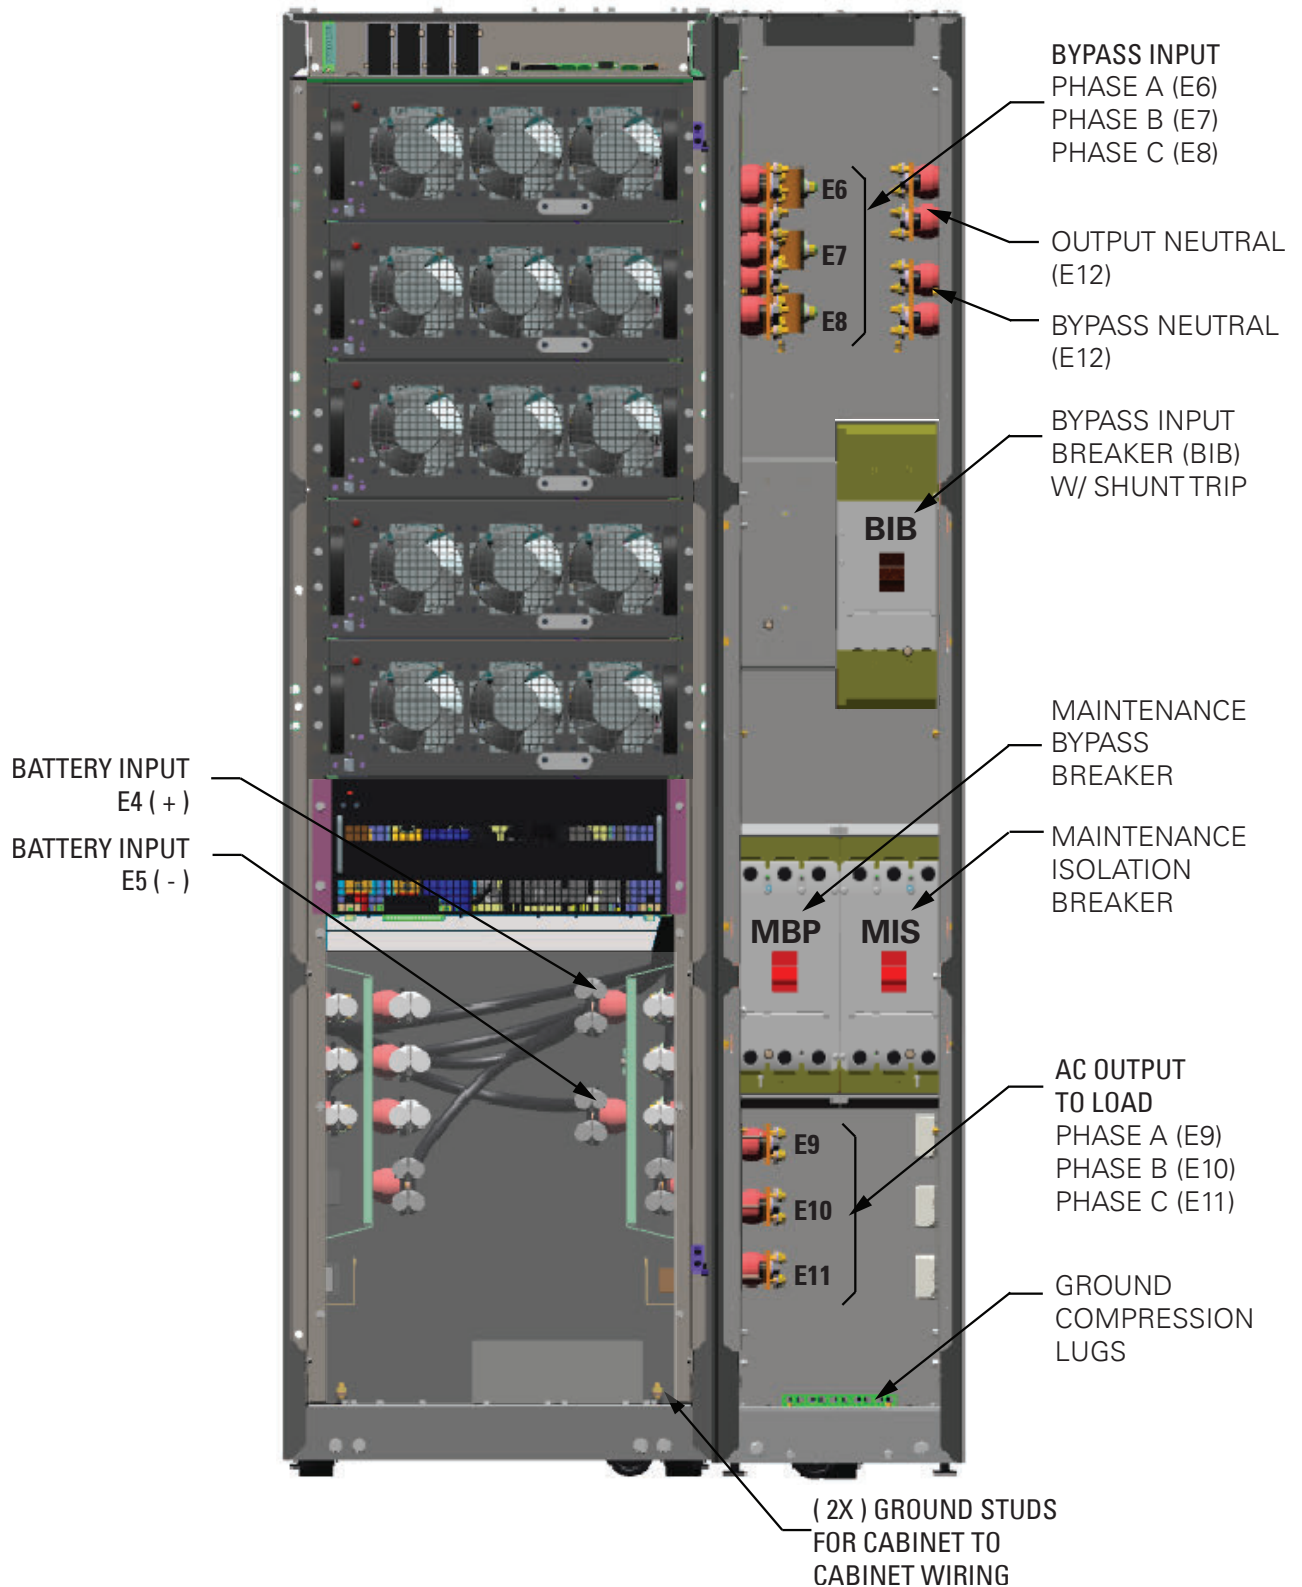 BYPASS INPUT
PHASE A (E6)
PHASE B (E7)
PHASE C (E8)
E6
E7
E8
OUTPUT NEUTRAL
(E12)
BYPASS NEUTRAL
(E12)
BYPASS INPUT
BREAKER (BIB)
W/ SHUNT TRIP
BIB
MAINTENANCE
BYPASS
BREAKER
BATTERY INPUT
E4 ( + )
BATTERY INPUT
E5 ( - )
MAINTENANCE
ISOLATION
BREAKER
MBP
MIS
AC OUTPUT
TO LOAD
PHASE A (E9)
PHASE B (E10)
PHASE C (E11)
E9
E10
E11
GROUND
COMPRESSION
LUGS
( 2X ) GROUND STUDS
FOR CABINET TO
CABINET WIRING